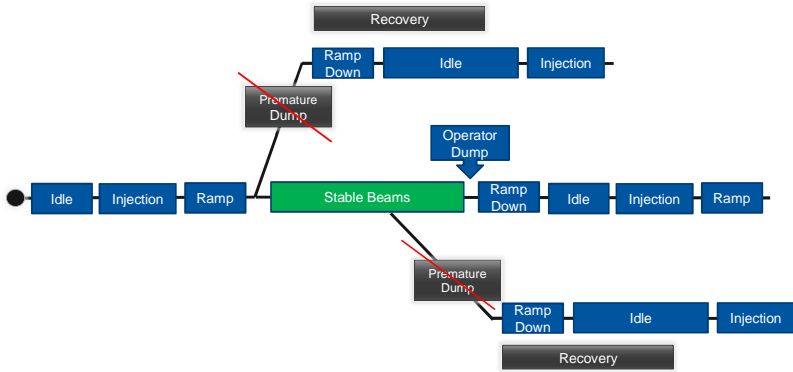 Recovery
Ramp
Down
Idle
Injection
Premature
Dump
Operator
Dump
Idle
Injection
Ramp
Stable Beams
Ramp
Down
Idle
Injection
Ramp
Premature
Dump
Ramp
Down
Idle
Injection
Recovery